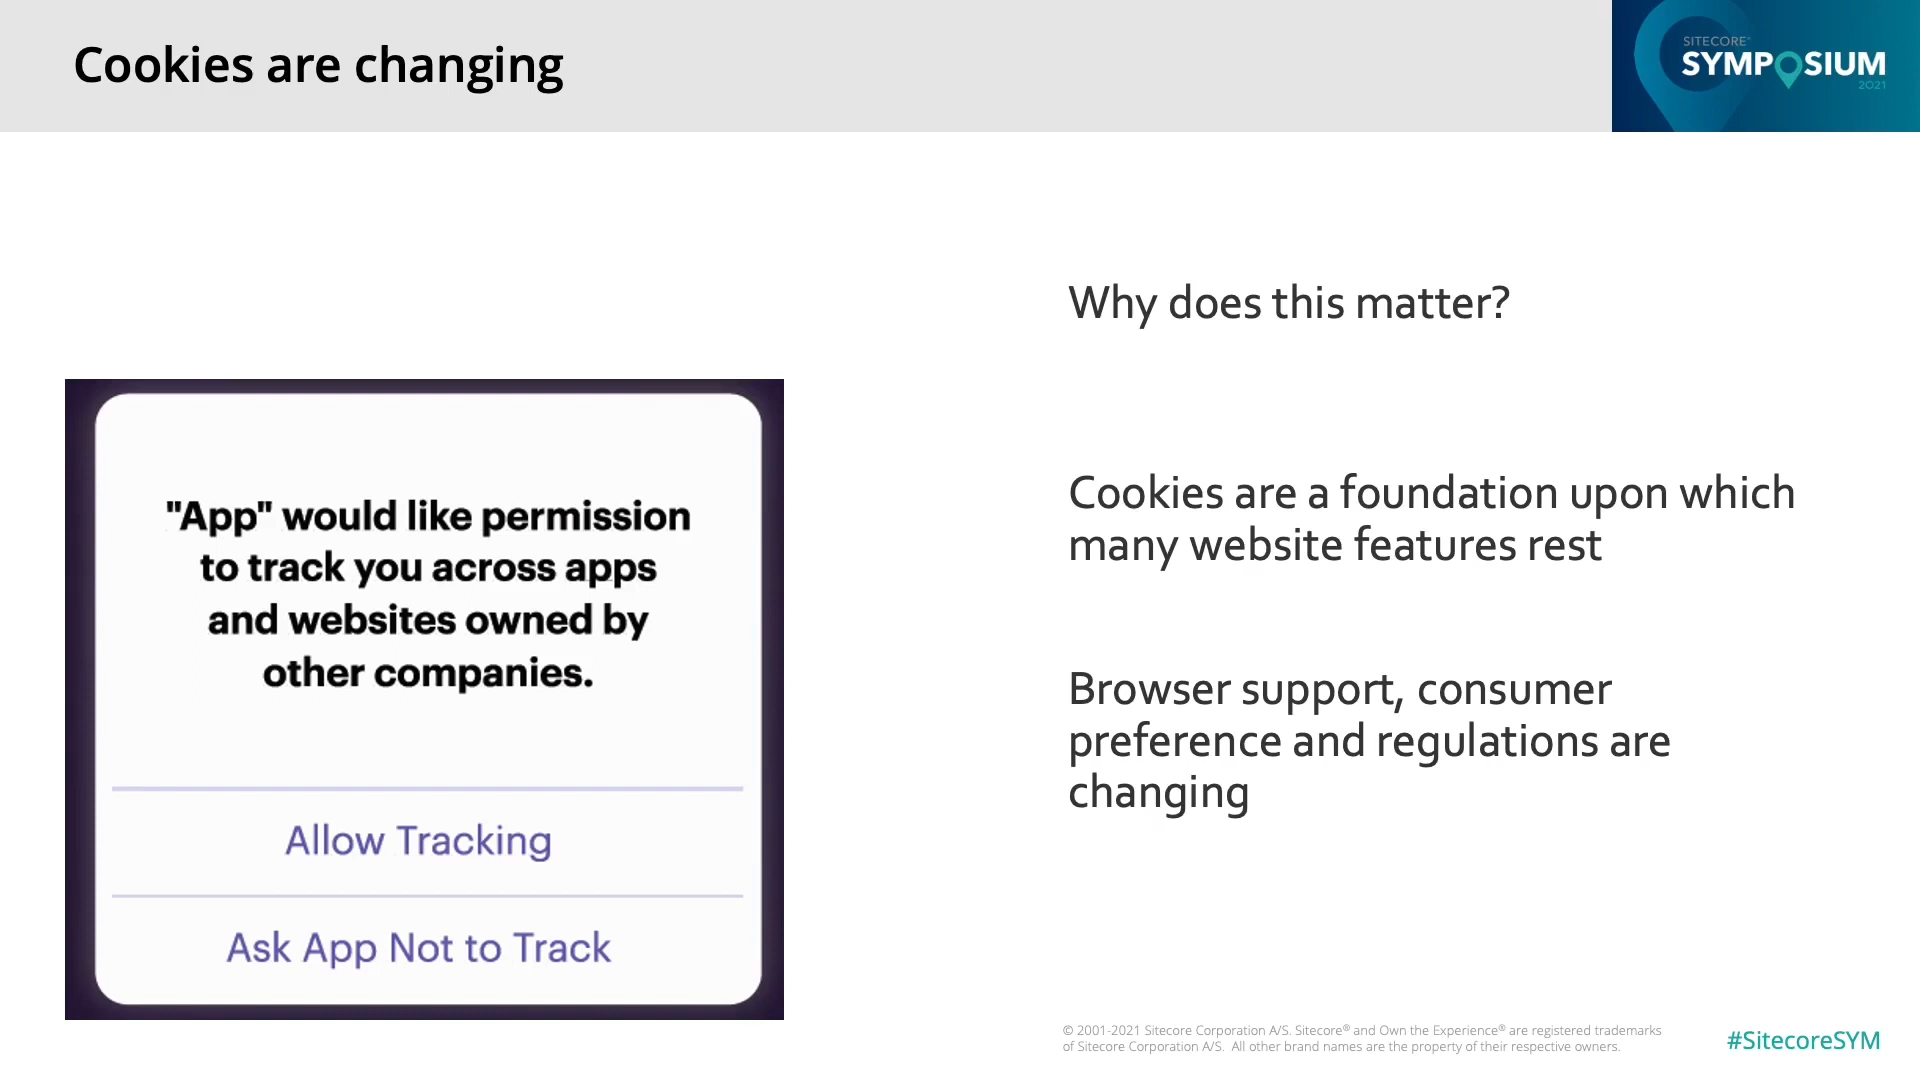 Cookies are changing
SITECORE™
SYMPOSIUM
2021
Why does this matter?
"App" would like permission
to track you across apps
and websites owned by
other companies.
Allow Tracking
Ask App Not to Track
Cookies are a foundation upon which
many website features rest
Browser support, consumer
preference and regulations are
changing
© 2001-2021 Sitecore Corporation A/S. Sitecore® and Own the Experience® are registered trademarks
of Sitecore Corporation A/S. All other brand names are the property of their respective owners.
#SitecoreSYM